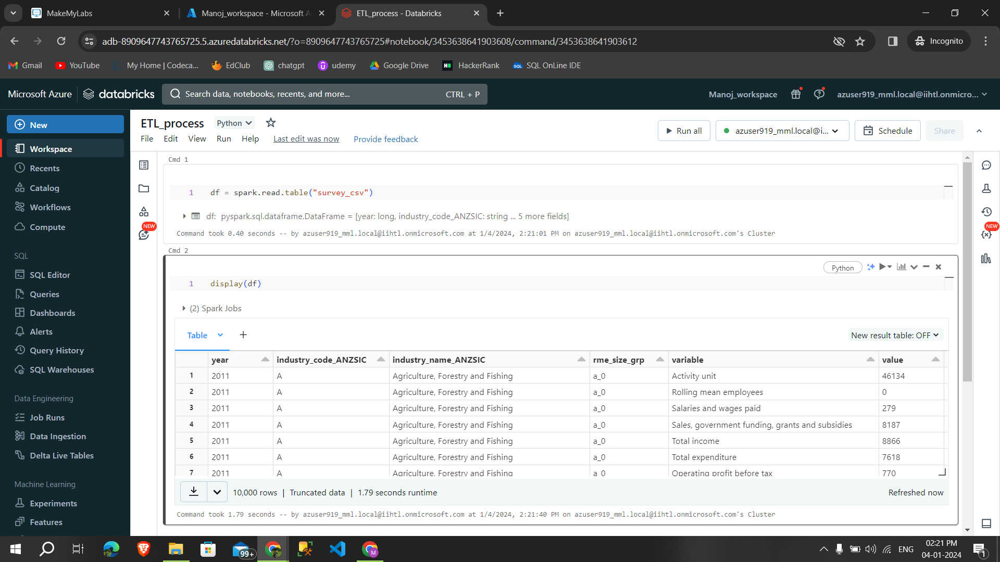 MakeMyLabs
Manoj_workspace - Microsoft A
ETL_process - Databricks
adb-8909647743765725.5.azuredatabricks.net/?o=8909647743765725#notebook/3453638641903608/command/3453638641903612
Incognito
Gmail
YouTube
My Home | Codeca...
EdClub
chatgpt
udemy
Google Drive
HackerRank
SQL OnLine IDE
Microsoft Azure
databricks
Search data, notebooks, recents, and more...
CTRL + P
Manoj_workspace
azuser919_mml.local@iihtl.onmicro...
New
Workspace
Recents
Catalog
Workflows
Compute
SQL
SQL Editor
Queries
Dashboards
Alerts
Query History
SQL Warehouses
Data Engineering
Job Runs
Data Ingestion
Delta Live Tables
Machine Learning
Experiments
Features
ETL_process
Python
File Edit View Run Help
Last edit was now
Provide feedback
Run all
azuser919_mml.local@i...
Schedule
Share
NEW
NEW
Cmd 1
1 df = spark.read.table("survey_csv")
df: pyspark.sql.dataframe.DataFrame = [year: long, industry_code_ANZSIC: string ... 5 more fields]
Command took 0.40 seconds -- by azuser919_mml.local@iihtl.onmicrosoft.com at 1/4/2024, 2:21:01 PM on azuser919_mml.local@iihtl.onmicrosoft.com's Cluster
Cmd 2
Python
1 display(df)
(2) Spark Jobs
Table
New result table: OFF
year industry_code_ANZSIC industry_name_ANZSIC rme_size_grp variable value
1 2011 A Agriculture, Forestry and Fishing a_0 Activity unit 46134
2 2011 A Agriculture, Forestry and Fishing a_0 Rolling mean employees 0
3 2011 A Agriculture, Forestry and Fishing a_0 Salaries and wages paid 279
4 2011 A Agriculture, Forestry and Fishing a_0 Sales, government funding, grants and subsidies 8187
5 2011 A Agriculture, Forestry and Fishing a_0 Total income 8866
6 2011 A Agriculture, Forestry and Fishing a_0 Total expenditure 7618
7 2011 A Agriculture, Forestry and Fishing a_0 Operating profit before tax 770
10,000 rows | Truncated data | 1.79 seconds runtime
Refreshed now
Command took 1.79 seconds -- by azuser919_mml.local@iihtl.onmicrosoft.com at 1/4/2024, 2:21:40 PM on azuser919_mml.local@iihtl.onmicrosoft.com's Cluster
99+
M
ENG
02:21 PM
04-01-2024
1